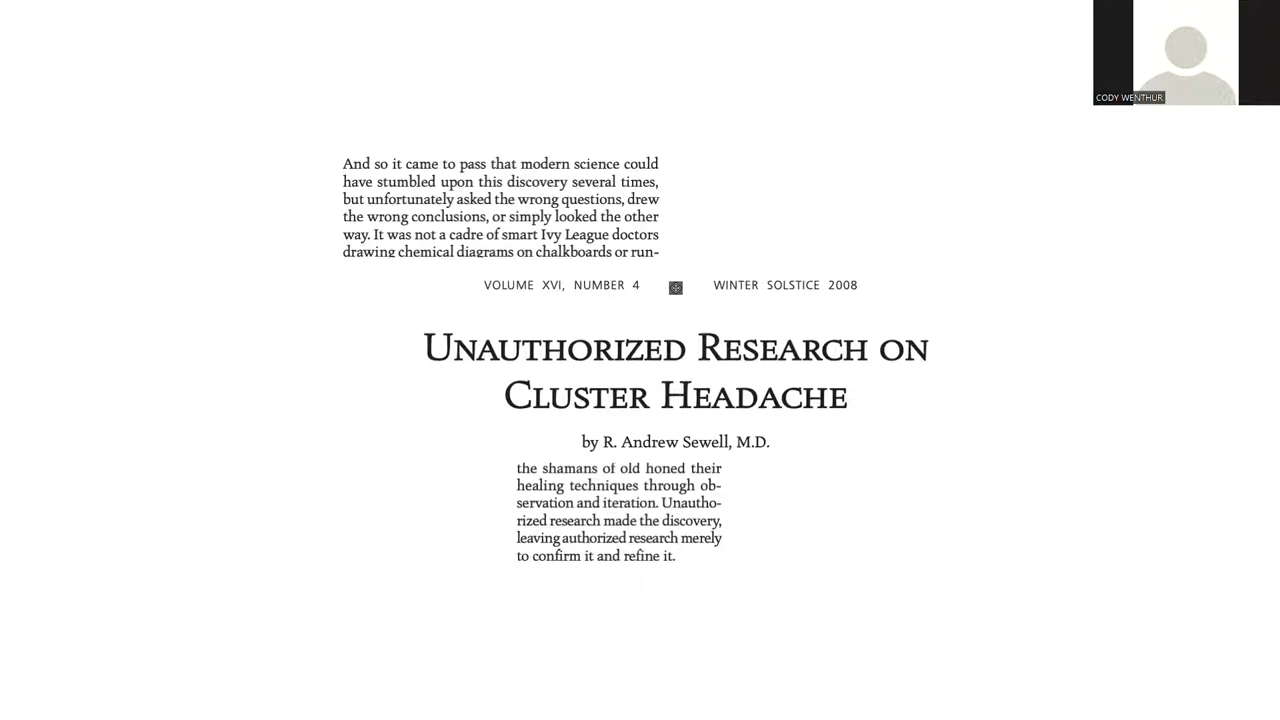 CODY WENTHUR
And so it came to pass that modern science could
have stumbled upon this discovery several times,
but unfortunately asked the wrong questions, drew
the wrong conclusions, or simply looked the other
way. It was not a cadre of smart Ivy League doctors
drawing chemical diagrams on chalkboards or run-
VOLUME XVI, NUMBER 4 WINTER SOLSTICE 2008
UNAUTHORIZED RESEARCH ON
CLUSTER HEADACHE
by R. Andrew Sewell, M.D.
the shamans of old honed their
healing techniques through ob-
servation and iteration. Unautho-
rized research made the discovery,
leaving authorized research merely
to confirm it and refine it.